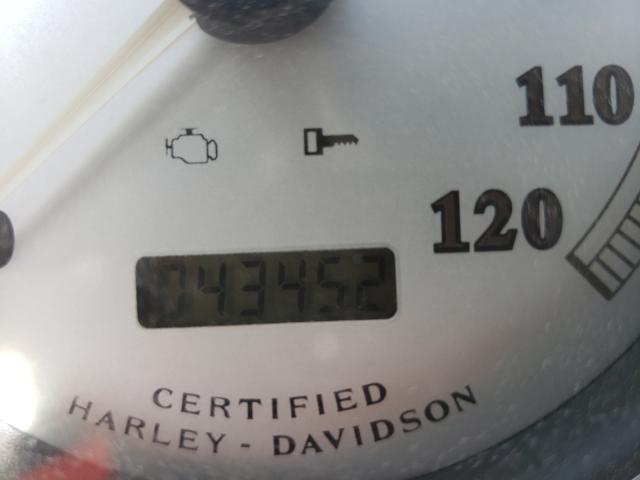 110
120
043452
CERTIFIED
HARLEY - DAVIDSON